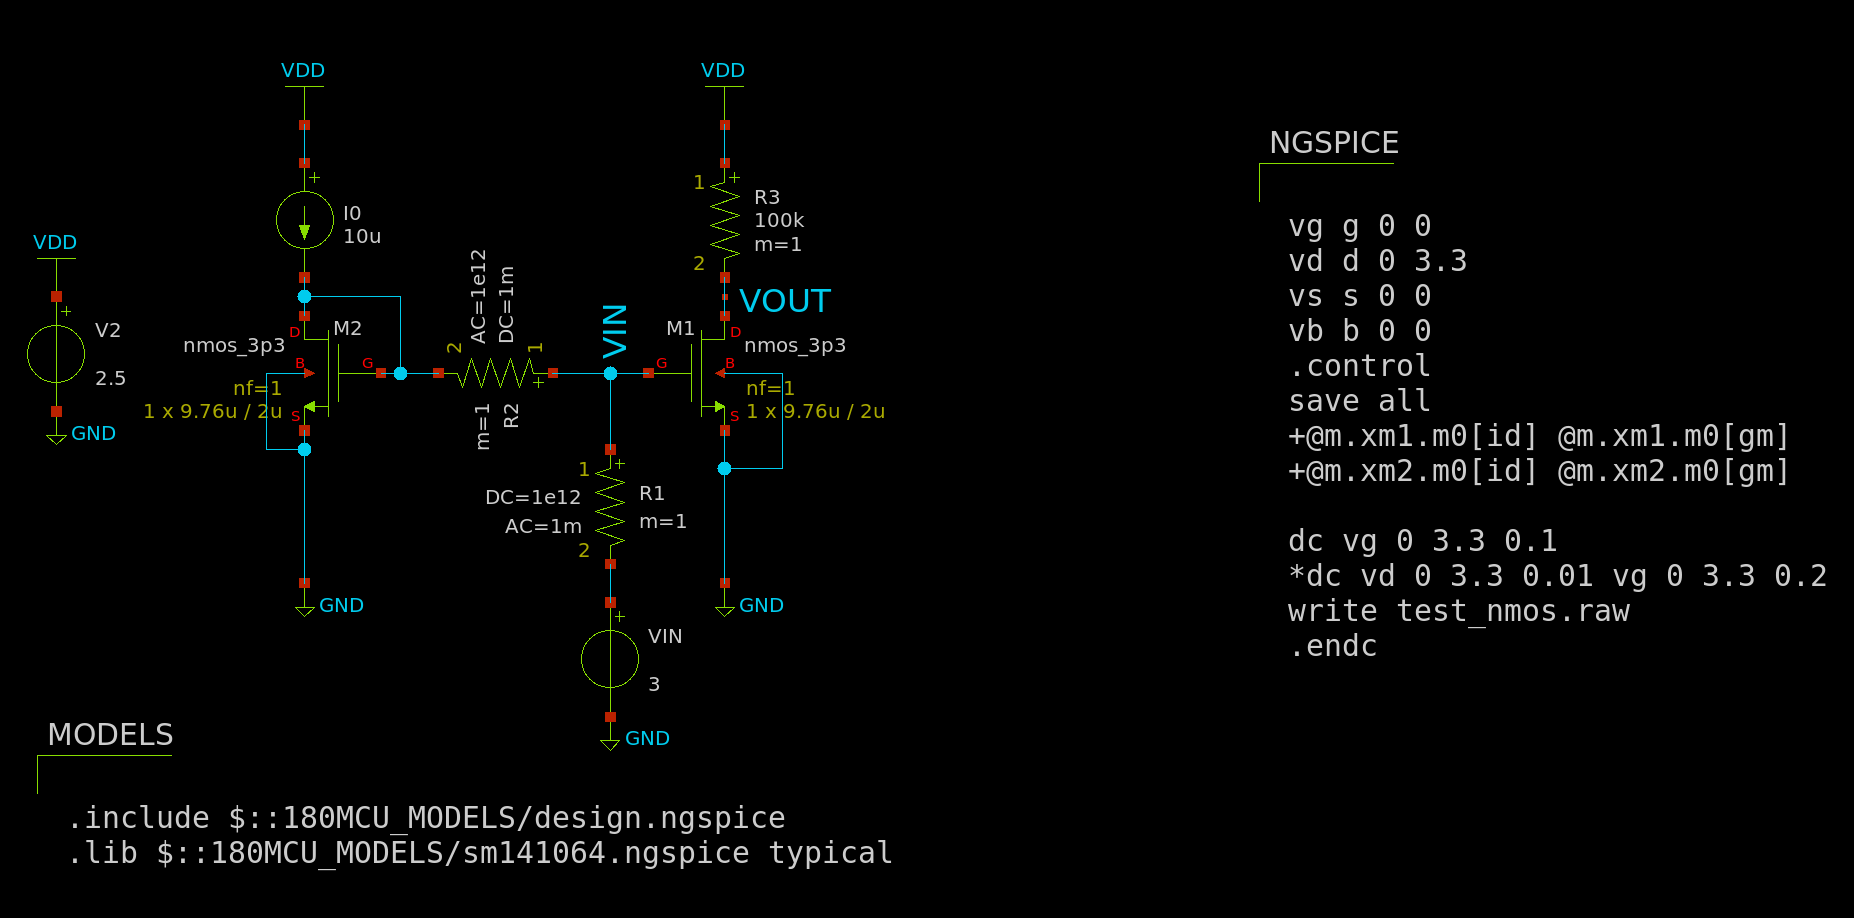 VDD
VDD
I0
10u
1
+
R3
100k
m=1
2
VDD
+
V2
2.5
GND
nmos_3p3
M2
D
B
G
S
nf=1
1 x 9.76u / 2u
GND
AC=1e12
DC=1m
2
1
+
m=1
R2
VIN
VOUT
M1
nmos_3p3
D
G
B
S
nf=1
1 x 9.76u / 2u
GND
1
+
DC=1e12
AC=1m
R1
m=1
2
+
VIN
3
GND
NGSPICE
vg g 0 0
vd d 0 3.3
vs s 0 0
vb b 0 0
.control
save all
+@m.xm1.m0[id] @m.xm1.m0[gm]
+@m.xm2.m0[id] @m.xm2.m0[gm]
dc vg 0 3.3 0.1
*dc vd 0 3.3 0.01 vg 0 3.3 0.2
write test_nmos.raw
.endc
MODELS
.include $::180MCU_MODELS/design.ngspice
.lib $::180MCU_MODELS/sm141064.ngspice typical